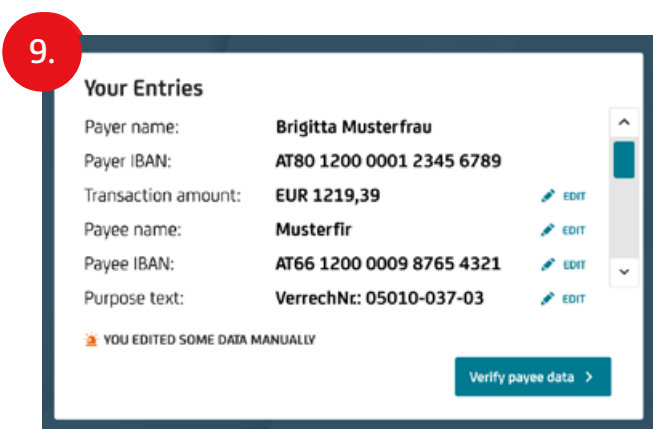 9.
Your Entries
Payer name: Brigitta Musterfrau
Payer IBAN: AT80 1200 0001 2345 6789
Transaction amount: EUR 1219,39 EDIT
Payee name: Musterfir EDIT
Payee IBAN: AT66 1200 0009 8765 4321 EDIT
Purpose text: VerrechNr.: 05010-037-03 EDIT
YOU EDITED SOME DATA MANUALLY
Verify payee data >